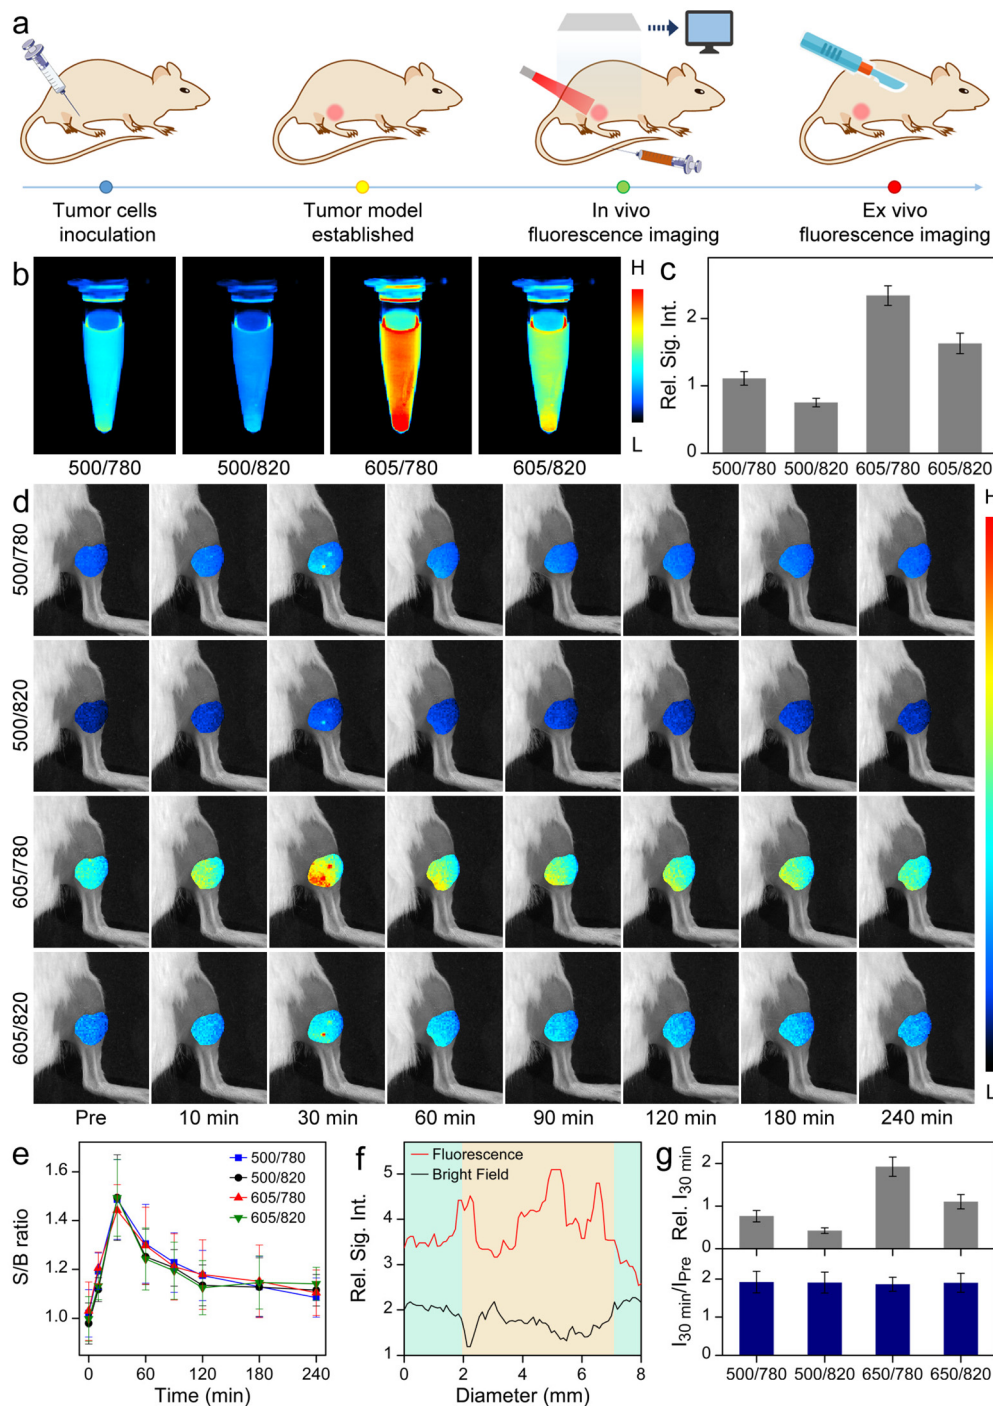 a
Tumor cells
inoculation
Tumor model
established
In vivo
fluorescence imaging
Ex vivo
fluorescence imaging
b
500/780
500/820
605/780
605/820
H
L
c
Rel. Sig. Int.
2
1
0
500/780
500/820
605/780
605/820
d
500/780
500/820
605/780
605/820
Pre
10 min
30 min
60 min
90 min
120 min
180 min
240 min
H
L
e
S/B ratio
1.6
1.4
1.2
1.0
500/780
500/820
605/780
605/820
0
60
120
180
240
Time (min)
f
Rel. Sig. Int.
5
4
3
2
1
Fluorescence
Bright Field
0
2
4
6
8
Diameter (mm)
g
Rel. I30 min
2
1
0
I30 min/IPre
2
1
0
500/780
500/820
650/780
650/820